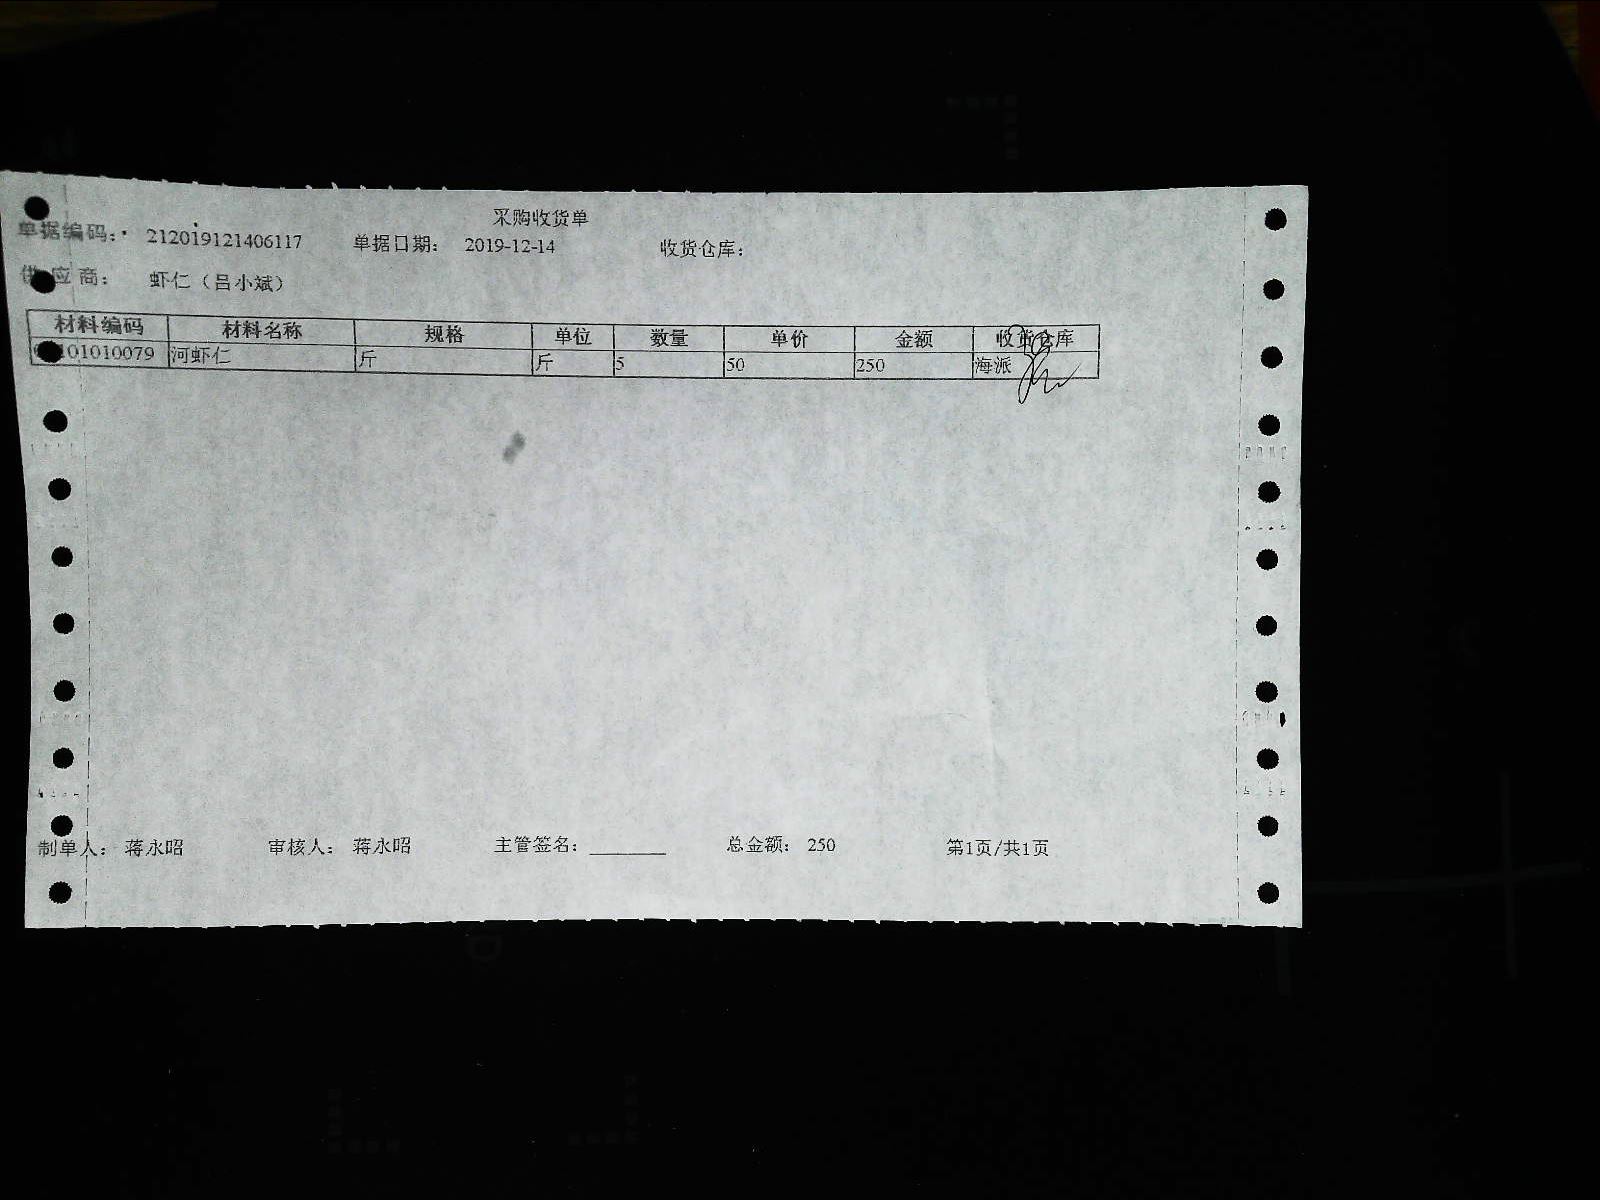 采购收货单
单据编码： 212019121406117 单据日期： 2019-12-14 收货仓库：
供应商： 虾仁（吕小斌）
材料编码 材料名称 规格 单位 数量 单价 金额 收货仓库
101010079 河虾仁 斤 斤 5 50 250 海派
制单人： 蒋永昭 审核人： 蒋永昭 主管签名： 总金额： 250 第1页/共1页